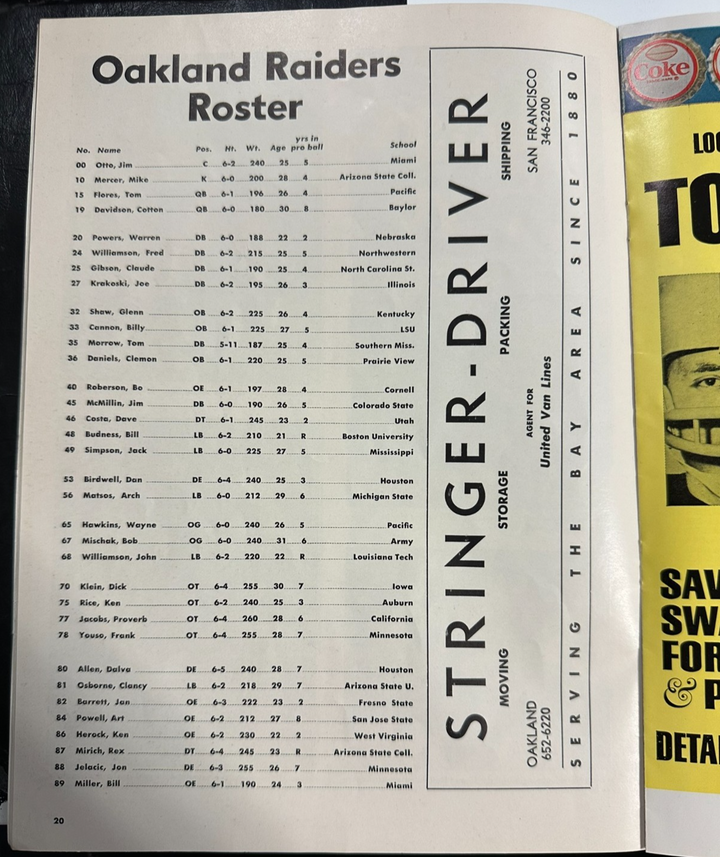 Oakland Raiders
Roster
No. Name Pos. Ht. Wt. Age yrs in pro ball School
00 Otto, Jim C 6-2 240 25 5 Miami
10 Mercer, Mike K 6-0 200 28 4 Arizona State Coll.
15 Flores, Tom QB 6-1 196 26 4 Pacific
19 Davidson, Cotton QB 6-0 180 30 8 Baylor
20 Powers, Warren DB 6-0 188 22 2 Nebraska
24 Williamson, Fred DB 6-2 215 25 5 Northwestern
25 Gibson, Claude DB 6-1 190 25 4 North Carolina St.
27 Krakoski, Joe DB 6-2 195 26 3 Illinois
32 Shaw, Glenn OB 6-2 225 26 4 Kentucky
33 Cannon, Billy OB 6-1 225 27 5 LSU
35 Morrow, Tom DB 5-11 187 25 4 Southern Miss.
36 Daniels, Clemon OB 6-1 220 25 5 Prairie View
40 Roberson, Bo OE 6-1 197 28 4 Cornell
45 McMillin, Jim DB 6-0 190 26 5 Colorado State
46 Costa, Dave DT 6-1 245 23 2 Utah
48 Budness, Bill LB 6-2 210 21 R Boston University
49 Simpson, Jack LB 6-0 225 27 5 Mississippi
53 Birdwell, Dan DE 6-4 240 25 3 Houston
56 Matsos, Arch LB 6-0 212 29 6 Michigan State
65 Hawkins, Wayne OG 6-0 240 26 5 Pacific
67 Mischak, Bob OG 6-0 240 31 6 Army
68 Williamson, John LB 6-2 220 22 R Louisiana Tech
70 Klein, Dick OT 6-4 255 30 7 Iowa
75 Rice, Ken OT 6-2 240 25 3 Auburn
77 Jacobs, Proverb OT 6-4 260 28 6 California
78 Youso, Frank OT 6-4 255 28 7 Minnesota
80 Allen, Dalva DE 6-5 240 28 7 Houston
81 Osborne, Clancy LB 6-2 218 29 7 Arizona State U.
82 Barrett, Jan OE 6-3 222 23 2 Fresno State
84 Powell, Art OE 6-2 212 27 8 San Jose State
86 Herock, Ken OE 6-2 230 22 2 West Virginia
87 Mirich, Rex DT 6-4 245 23 R Arizona State Coll.
88 Jelacic, Jon DE 6-3 255 26 7 Minnesota
89 Miller, Bill OE 6-1 190 24 3 Miami
20
STRINGER-DRIVER
MOVING STORAGE PACKING SHIPPING
AGENT FOR
United Van Lines
OAKLAND
652-6220
SAN FRANCISCO
346-2200
SERVING THE BAY AREA SINCE 1880
Coke
LOO
TO
SAV
SWA
FOR
& P
DETAI